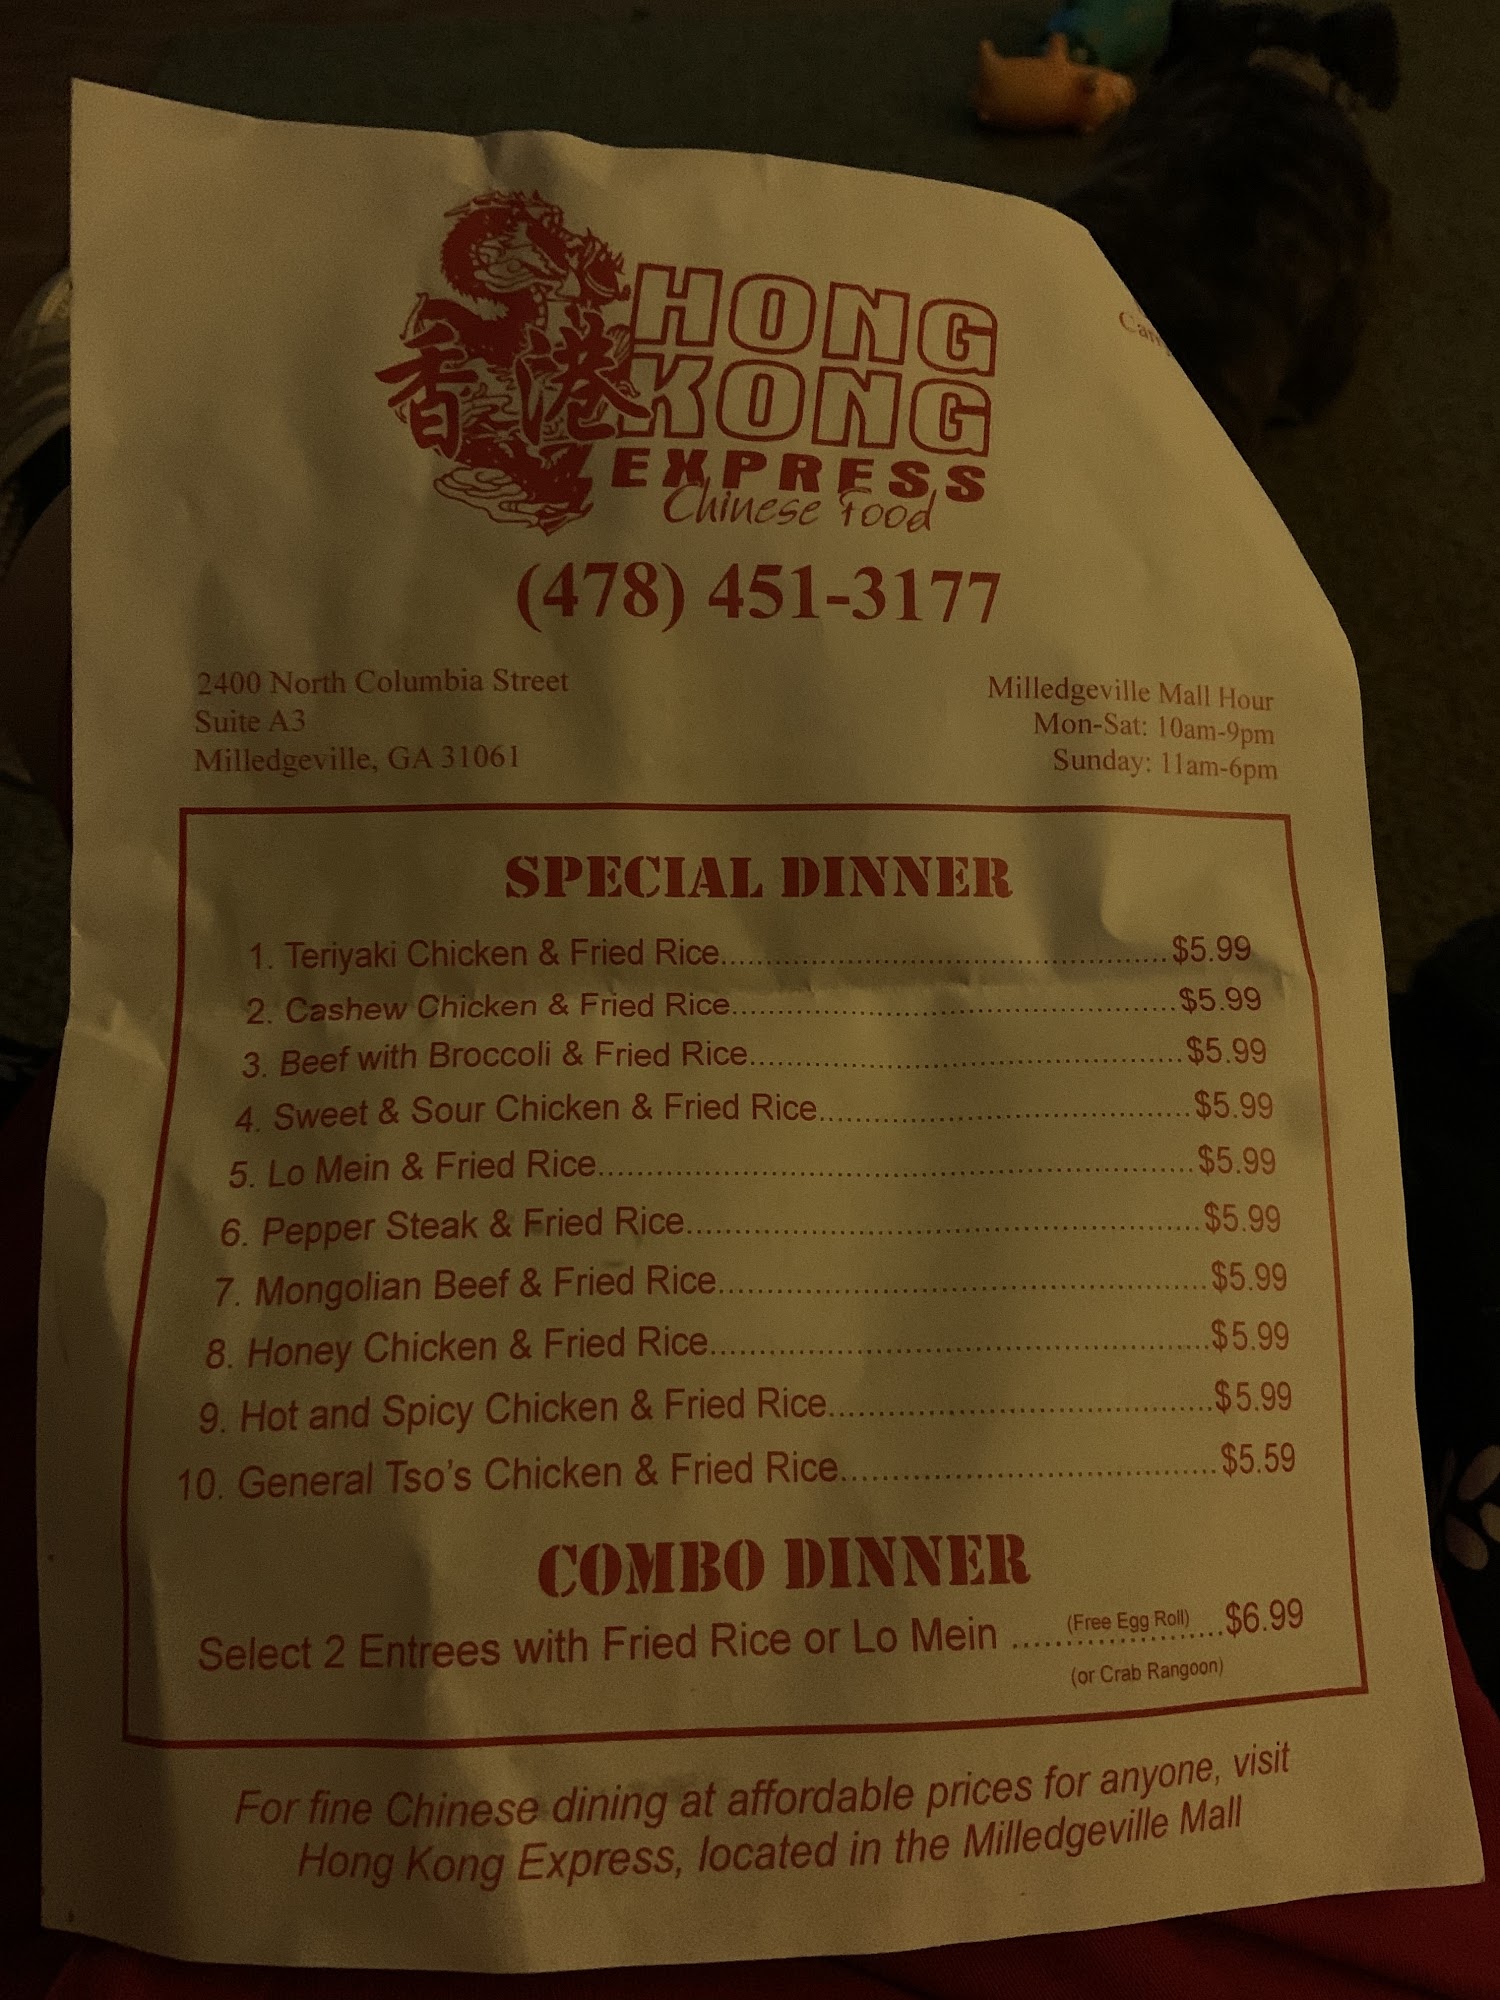 香港
HONG
KONG
EXPRESS
Chinese Food
(478) 451-3177
2400 North Columbia Street
Suite A3
Milledgeville, GA 31061
Milledgeville Mall Hour
Mon-Sat: 10am-9pm
Sunday: 11am-6pm
SPECIAL DINNER
1. Teriyaki Chicken & Fried Rice..........$5.99
2. Cashew Chicken & Fried Rice..........$5.99
3. Beef with Broccoli & Fried Rice..........$5.99
4. Sweet & Sour Chicken & Fried Rice..........$5.99
5. Lo Mein & Fried Rice..........$5.99
6. Pepper Steak & Fried Rice..........$5.99
7. Mongolian Beef & Fried Rice..........$5.99
8. Honey Chicken & Fried Rice..........$5.99
9. Hot and Spicy Chicken & Fried Rice..........$5.99
10. General Tso's Chicken & Fried Rice..........$5.59
COMBO DINNER
Select 2 Entrees with Fried Rice or Lo Mein ..........(Free Egg Roll) $6.99
(or Crab Rangoon)
For fine Chinese dining at affordable prices for anyone, visit
Hong Kong Express, located in the Milledgeville Mall